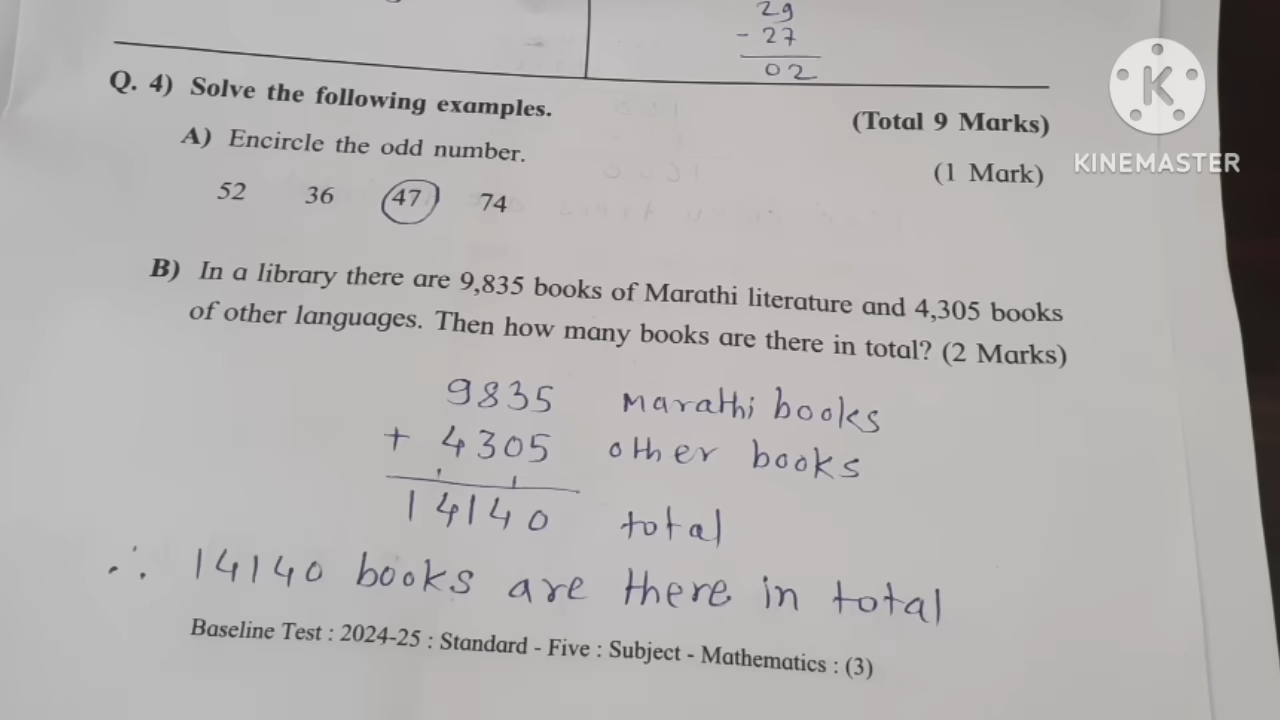 29
- 27
02
Q. 4) Solve the following examples. (Total 9 Marks)
A) Encircle the odd number. (1 Mark)
52 36 47 74
B) In a library there are 9,835 books of Marathi literature and 4,305 books
of other languages. Then how many books are there in total? (2 Marks)
9835 Marathi books
+ 4305 other books
1 1
14140 total
∴ 14140 books are there in total
Baseline Test : 2024-25 : Standard - Five : Subject - Mathematics : (3)
K
KINEMASTER